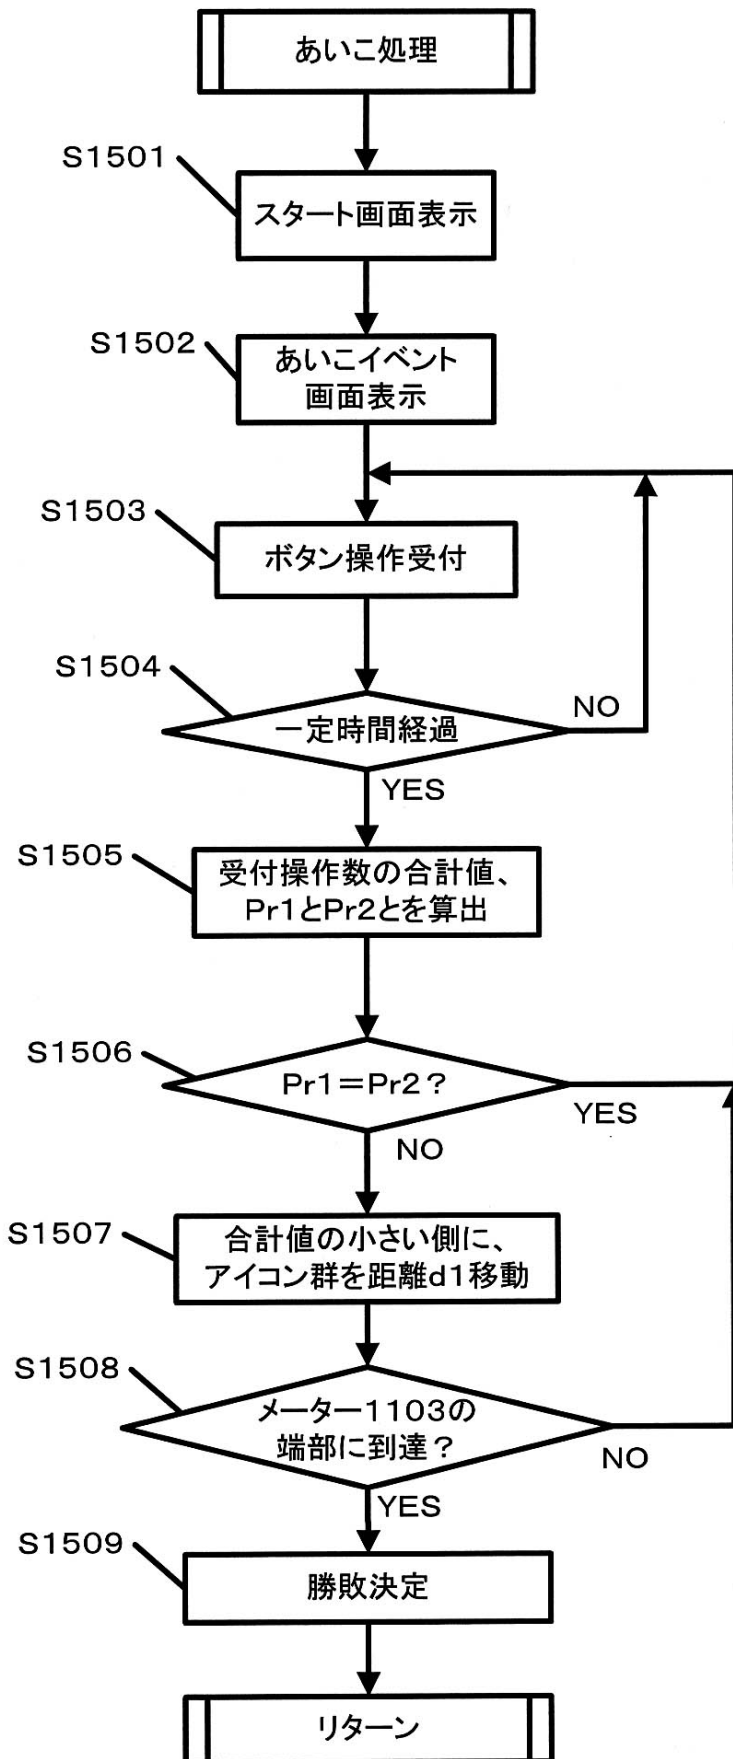 あいこ処理
S1501
スタート画面表示
S1502
あいこイベント
画面表示
S1503
ボタン操作受付
S1504
一定時間経過
NO
YES
S1505
受付操作数の合計値、
Pr1とPr2とを算出
S1506
Pr1＝Pr2？
YES
NO
S1507
合計値の小さい側に、
アイコン群を距離d1移動
S1508
メーター1103の
端部に到達？
NO
YES
S1509
勝敗決定
リターン